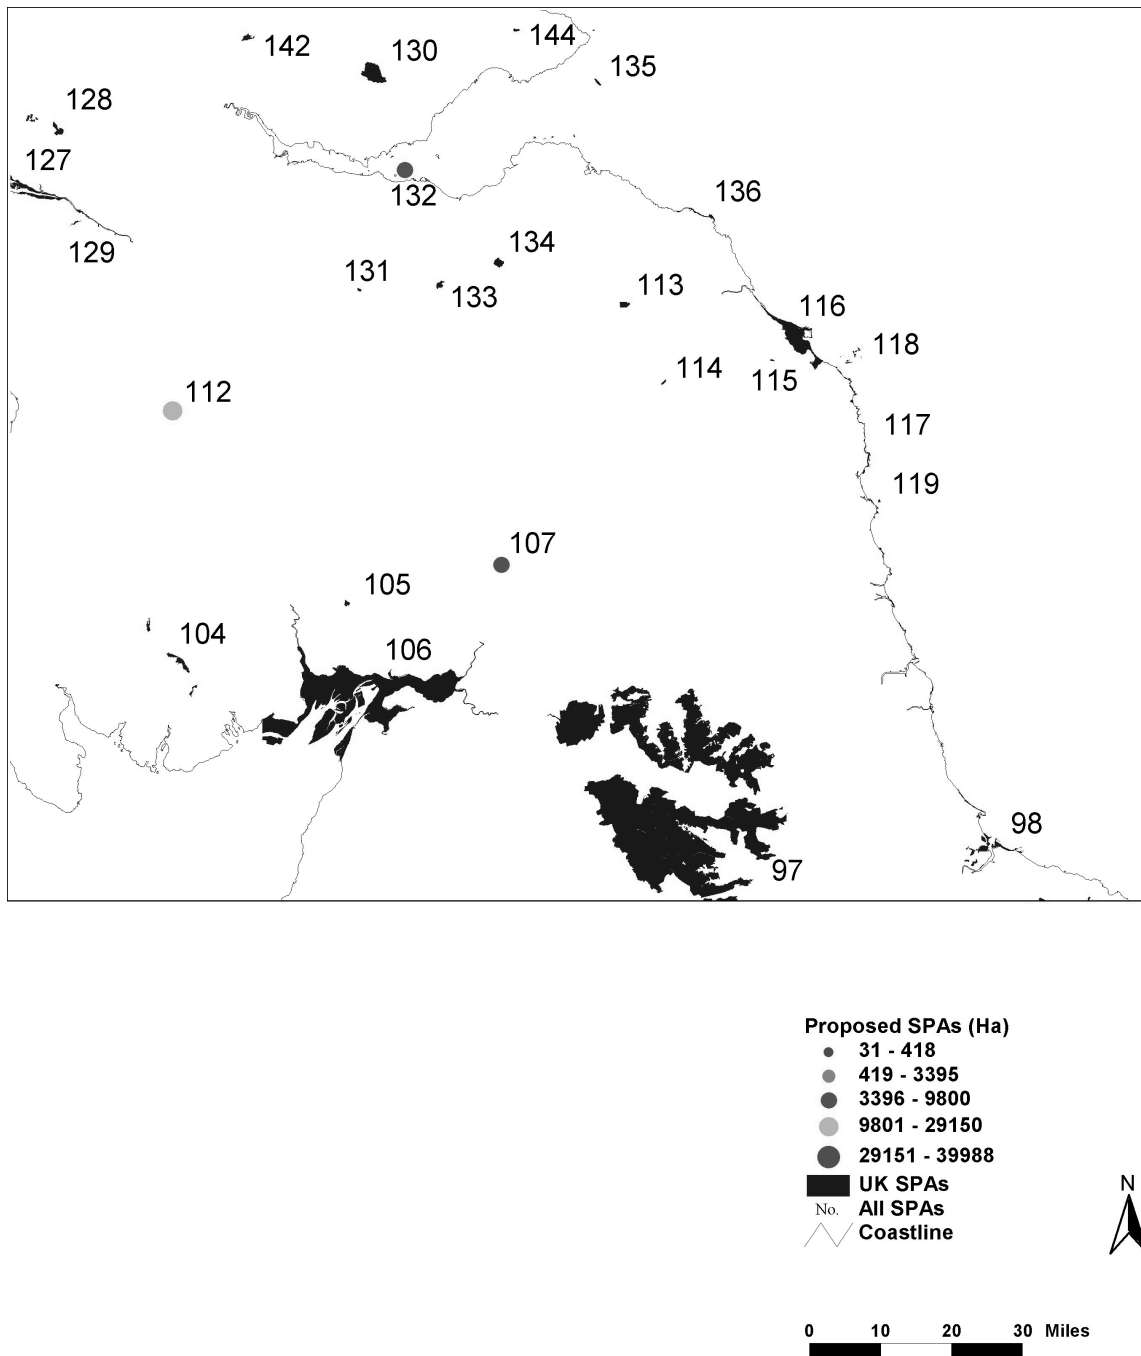 142
130
144
135
128
127
132
136
129
134
131
133
113
116
118
114
115
112
117
119
107
105
104
106
98
97
Proposed SPAs (Ha)
31 - 418
419 - 3395
3396 - 9800
9801 - 29150
29151 - 39988
UK SPAs
No. All SPAs
Coastline
N
0 10 20 30 Miles